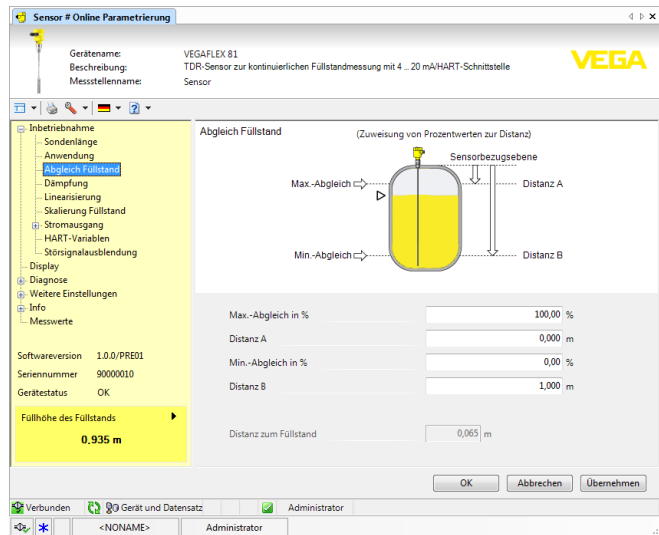 Sensor # Online Parametrierung
Gerätename: VEGAFLEX 81
Beschreibung: TDR-Sensor zur kontinuierlichen Füllstandmessung mit 4 ... 20 mA/HART-Schnittstelle
Messstellenname: Sensor
VEGA
Inbetriebnahme
Sondenlänge
Anwendung
Abgleich Füllstand
Dämpfung
Linearisierung
Skalierung Füllstand
Stromausgang
HART-Variablen
Störsignalausblendung
Display
Diagnose
Weitere Einstellungen
Info
Messwerte
Softwareversion 1.0.0/PRE01
Seriennummer 90000010
Gerätestatus OK
Füllhöhe des Füllstands
0,935 m
Abgleich Füllstand
(Zuweisung von Prozentwerten zur Distanz)
Sensorbezugsebene
Max.-Abgleich
Distanz A
Min.-Abgleich
Distanz B
Max.-Abgleich in % 100,00 %
Distanz A 0,000 m
Min.-Abgleich in % 0,00 %
Distanz B 1,000 m
Distanz zum Füllstand 0,065 m
OK Abbrechen Übernehmen
Verbunden Gerät und Datensatz Administrator
<NONAME> Administrator